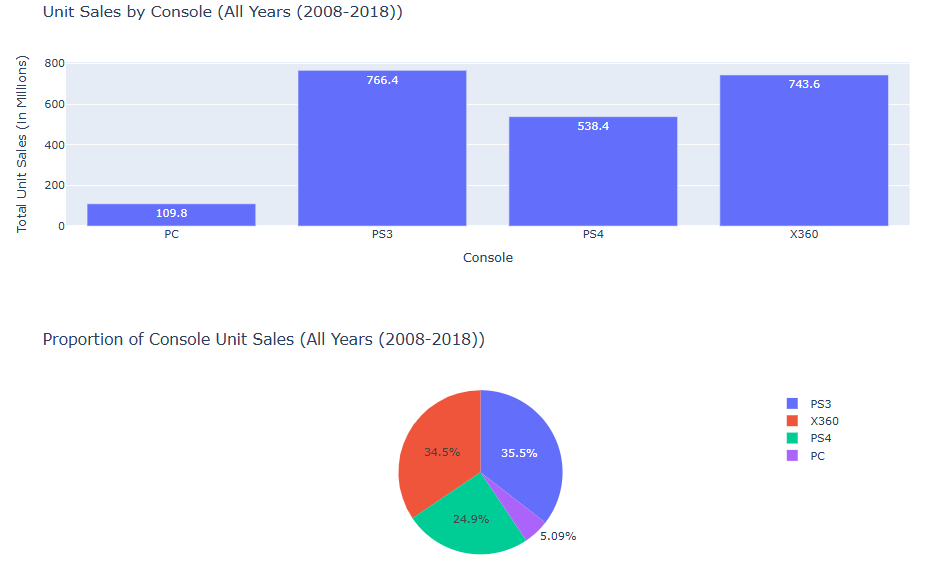 Unit Sales by Console (All Years (2008-2018))
Total Unit Sales (In Millions)
800
600
400
200
0
109.8
766.4
538.4
743.6
PC
PS3
PS4
X360
Console
Proportion of Console Unit Sales (All Years (2008-2018))
35.5%
34.5%
24.9%
5.09%
PS3
X360
PS4
PC